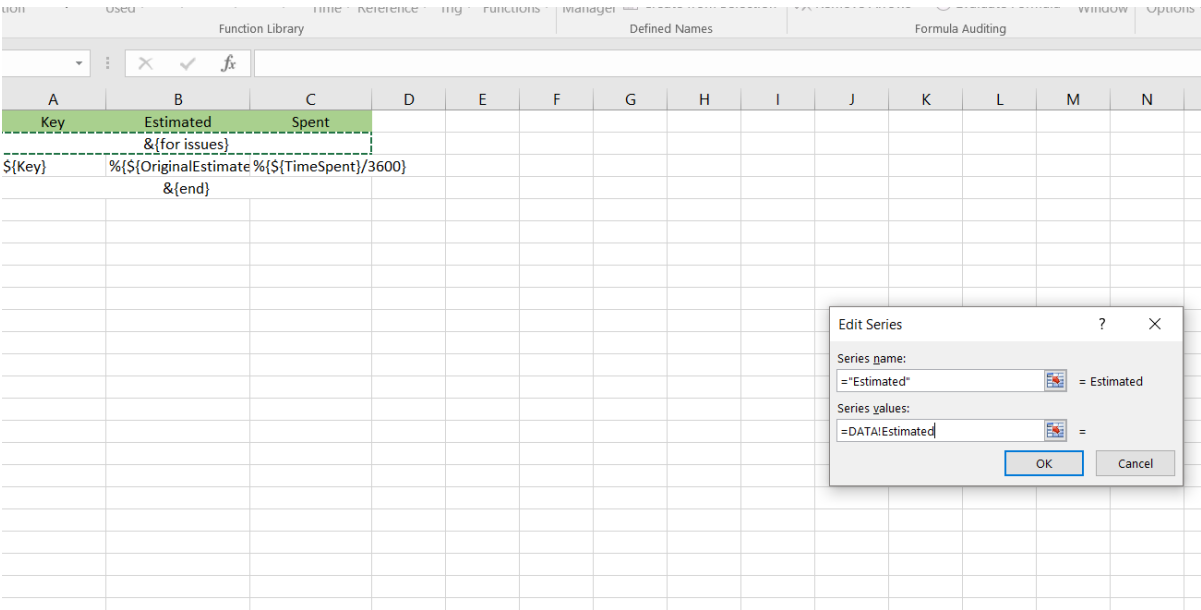 Function Library Defined Names Formula Auditing
fx
A B C D E F G H I J K L M N
Key Estimated Spent
&{for issues}
${Key} %{${OriginalEstimate %{${TimeSpent}/3600}
&{end}
Edit Series ? X
Series name:
="Estimated" = Estimated
Series values:
=DATA!Estimated =
OK Cancel